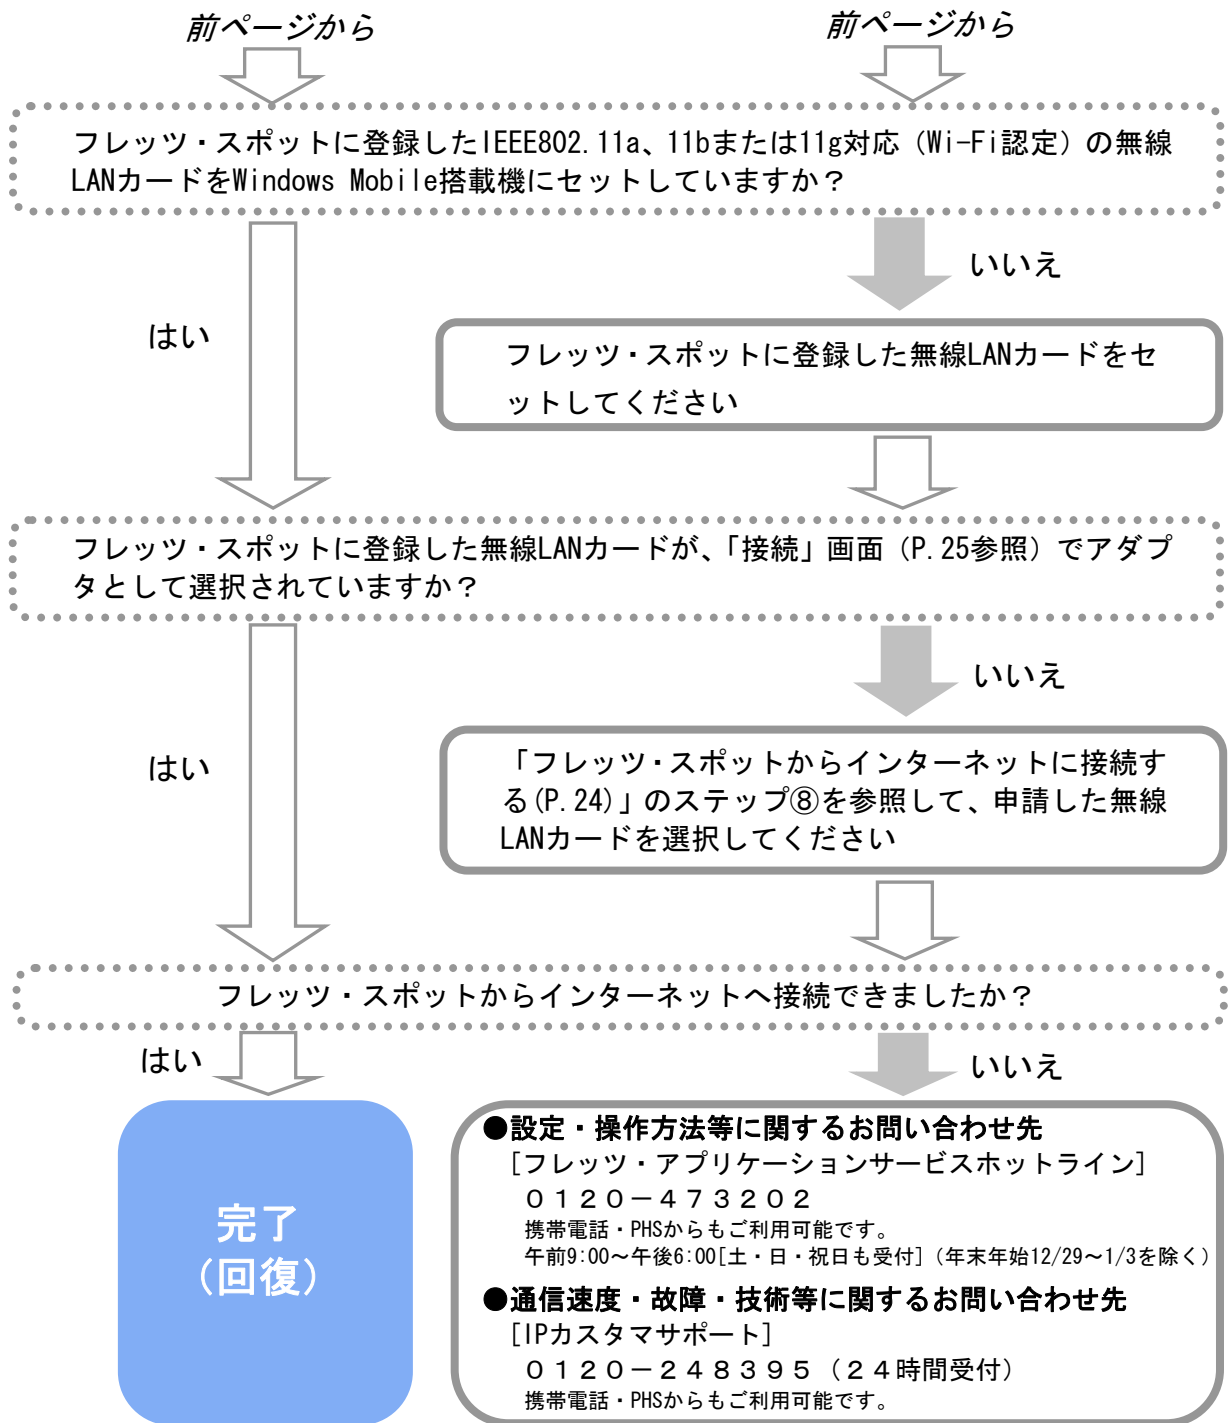 前ページから
前ページから
フレッツ・スポットに登録したIEEE802.11a、11bまたは11g対応（Wi-Fi認定）の無線
LANカードをWindows Mobile搭載機にセットしていますか？
はい
いいえ
フレッツ・スポットに登録した無線LANカードをセ
ットしてください
フレッツ・スポットに登録した無線LANカードが、「接続」画面（P.25参照）でアダプ
タとして選択されていますか？
はい
いいえ
「フレッツ・スポットからインターネットに接続す
る(P.24)」のステップ⑧を参照して、申請した無線
LANカードを選択してください
フレッツ・スポットからインターネットへ接続できましたか？
はい
いいえ
完了
（回復）
●設定・操作方法等に関するお問い合わせ先
［フレッツ・アプリケーションサービスホットライン］
０１２０－４７３２０２
携帯電話・PHSからもご利用可能です。
午前9:00～午後6:00[土・日・祝日も受付]（年末年始12/29～1/3を除く）
●通信速度・故障・技術等に関するお問い合わせ先
［IPカスタマサポート］
０１２０－２４８３９５（２４時間受付）
携帯電話・PHSからもご利用可能です。